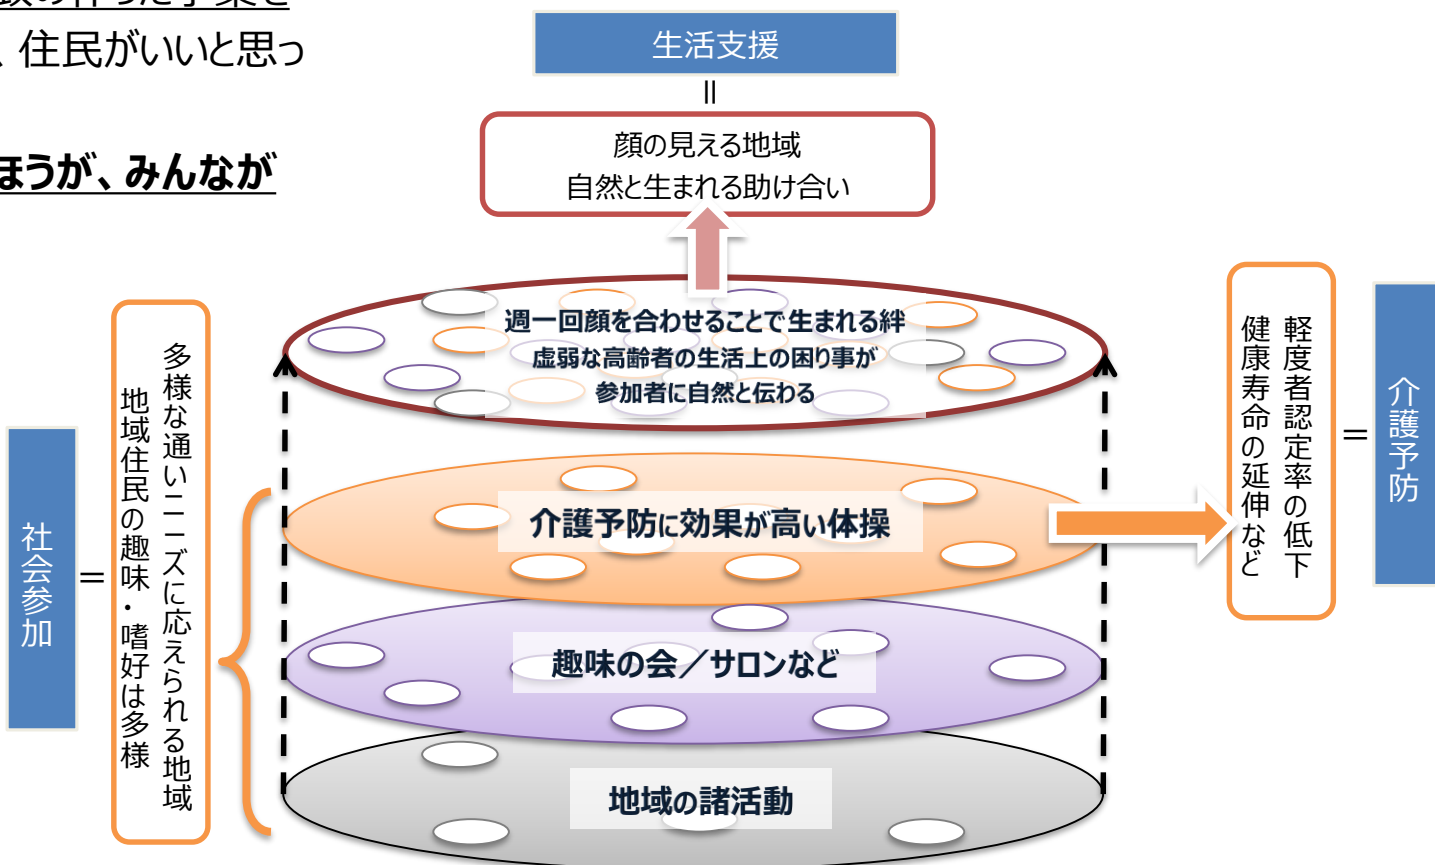 の伴った事業を
、住民がいいと思っ
ほうが、みんなが
生活支援
=
顔の見える地域
自然と生まれる助け合い
週一回顔を合わせることで生まれる絆
虚弱な高齢者の生活上の困り事が
参加者に自然と伝わる
介護予防に効果が高い体操
趣味の会／サロンなど
地域の諸活動
社会参加
=
多様な通いニーズに応えられる地域
地域住民の趣味・嗜好は多様
軽度者認定率の低下
健康寿命の延伸など
=
介護予防